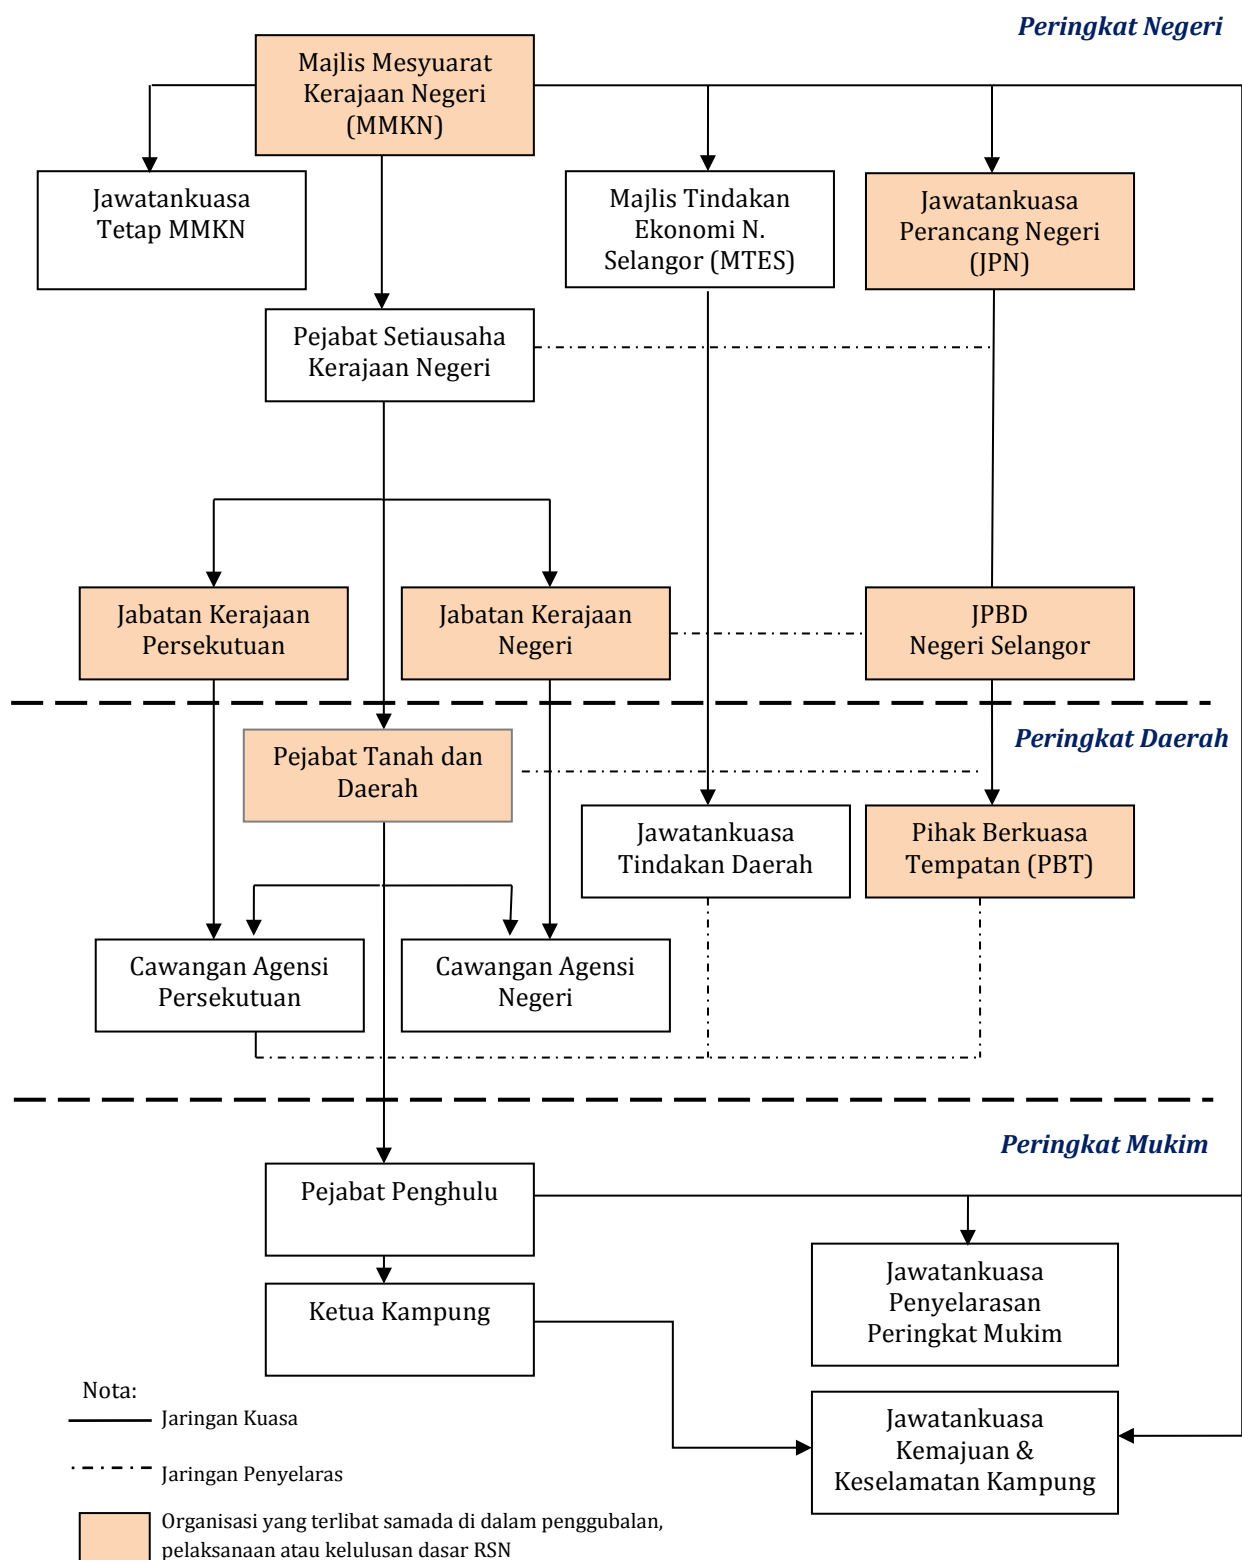 Peringkat Negeri
Majlis Mesyuarat
Kerajaan Negeri
(MMKN)
Jawatankuasa
Tetap MMKN
Majlis Tindakan
Ekonomi N.
Selangor (MTES)
Jawatankuasa
Perancang Negeri
(JPN)
Pejabat Setiausaha
Kerajaan Negeri
Jabatan Kerajaan
Persekutuan
Jabatan Kerajaan
Negeri
JPBD
Negeri Selangor
Peringkat Daerah
Pejabat Tanah dan
Daerah
Jawatankuasa
Tindakan Daerah
Pihak Berkuasa
Tempatan (PBT)
Cawangan Agensi
Persekutuan
Cawangan Agensi
Negeri
Peringkat Mukim
Pejabat Penghulu
Jawatankuasa
Penyelarasan
Peringkat Mukim
Ketua Kampung
Jawatankuasa
Kemajuan &
Keselamatan Kampung
Nota:
Jaringan Kuasa
Jaringan Penyelaras
Organisasi yang terlibat samada di dalam penggubalan,
pelaksanaan atau kelulusan dasar RSN